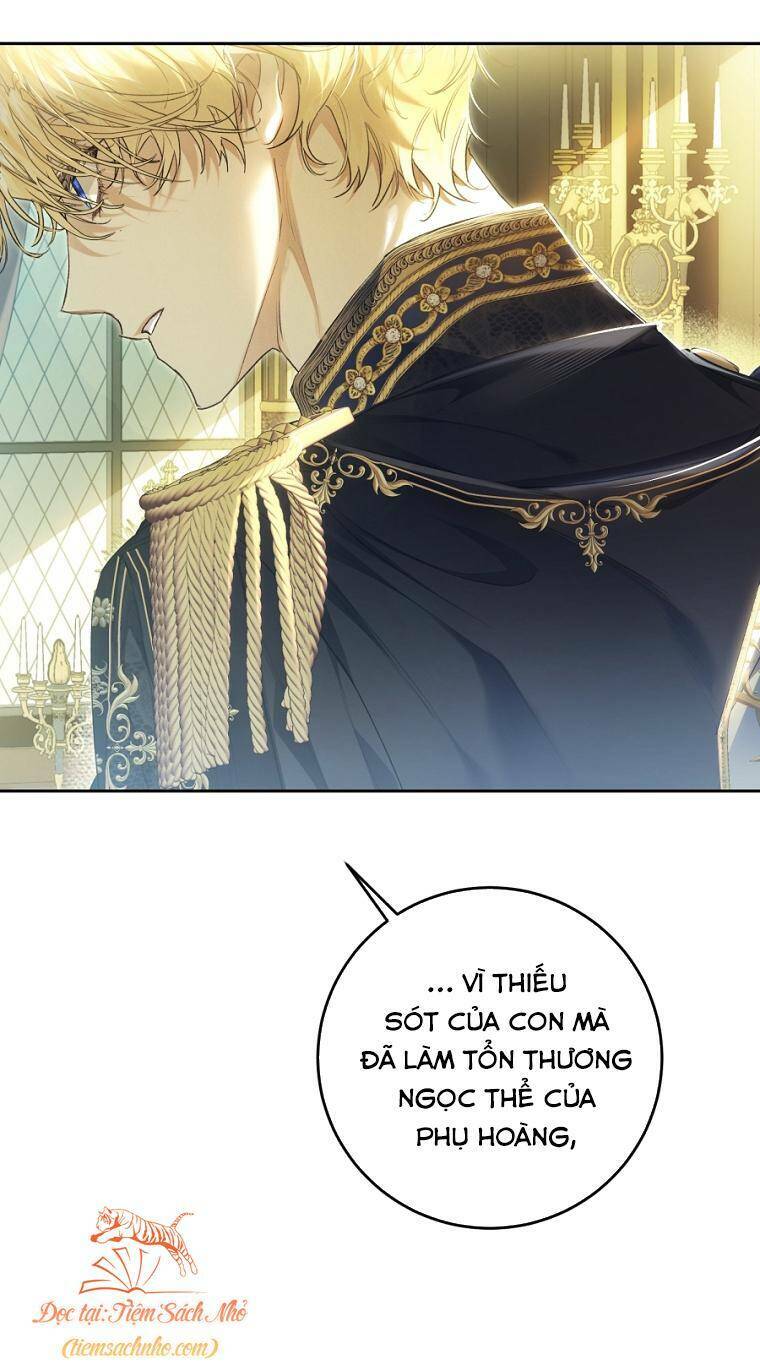 ... VÌ THIẾU
SÓT CỦA CON MÀ
ĐÃ LÀM TỔN THƯƠNG
NGỌC THỂ CỦA
PHỤ HOÀNG,
Đọc tại: Tiệm Sách Nhỏ
(tiemsachnho.com)